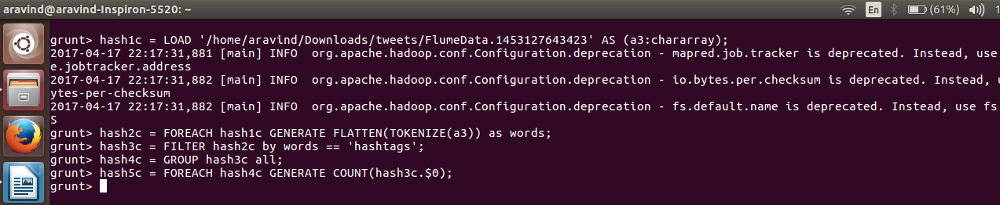 aravind@aravind-Inspiron-5520: ~ En (61%)
grunt> hash1c = LOAD '/home/aravind/Downloads/tweets/FlumeData.1453127643423' AS (a3:chararray);
2017-04-17 22:17:31,881 [main] INFO  org.apache.hadoop.conf.Configuration.deprecation - mapred.job.tracker is deprecated. Instead, use
e.jobtracker.address
2017-04-17 22:17:31,882 [main] INFO  org.apache.hadoop.conf.Configuration.deprecation - io.bytes.per.checksum is deprecated. Instead,
ytes-per-checksum
2017-04-17 22:17:31,882 [main] INFO  org.apache.hadoop.conf.Configuration.deprecation - fs.default.name is deprecated. Instead, use fs
S
grunt> hash2c = FOREACH hash1c GENERATE FLATTEN(TOKENIZE(a3)) as words;
grunt> hash3c = FILTER hash2c by words == 'hashtags';
grunt> hash4c = GROUP hash3c all;
grunt> hash5c = FOREACH hash4c GENERATE COUNT(hash3c.$0);
grunt>